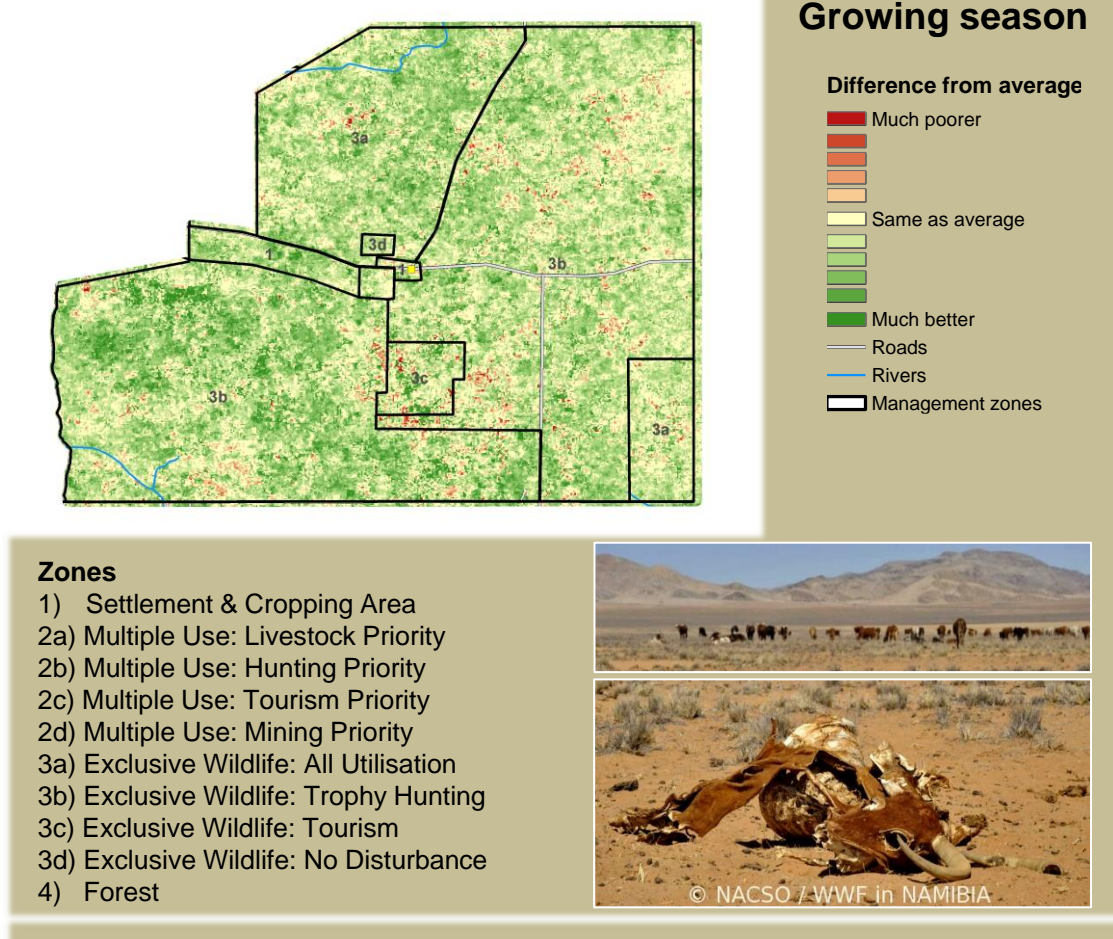 Growing season
Difference from average
Much poorer
Same as average
Much better
Roads
Rivers
Management zones
3a
3d
1
1
3b
3c
3b
3a
Zones
1) Settlement & Cropping Area
2a) Multiple Use: Livestock Priority
2b) Multiple Use: Hunting Priority
2c) Multiple Use: Tourism Priority
2d) Multiple Use: Mining Priority
3a) Exclusive Wildlife: All Utilisation
3b) Exclusive Wildlife: Trophy Hunting
3c) Exclusive Wildlife: Tourism
3d) Exclusive Wildlife: No Disturbance
4) Forest
© NACSO / WWF in NAMIBIA